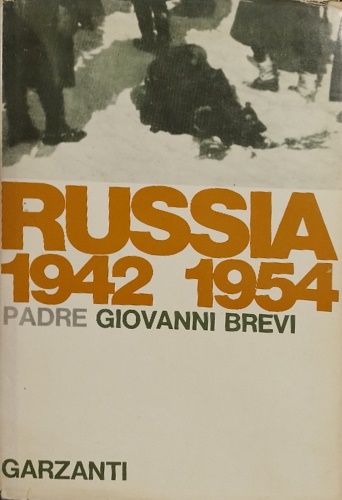 RUSSIA
1942 1954
PADRE GIOVANNI BREVI
GARZANTI